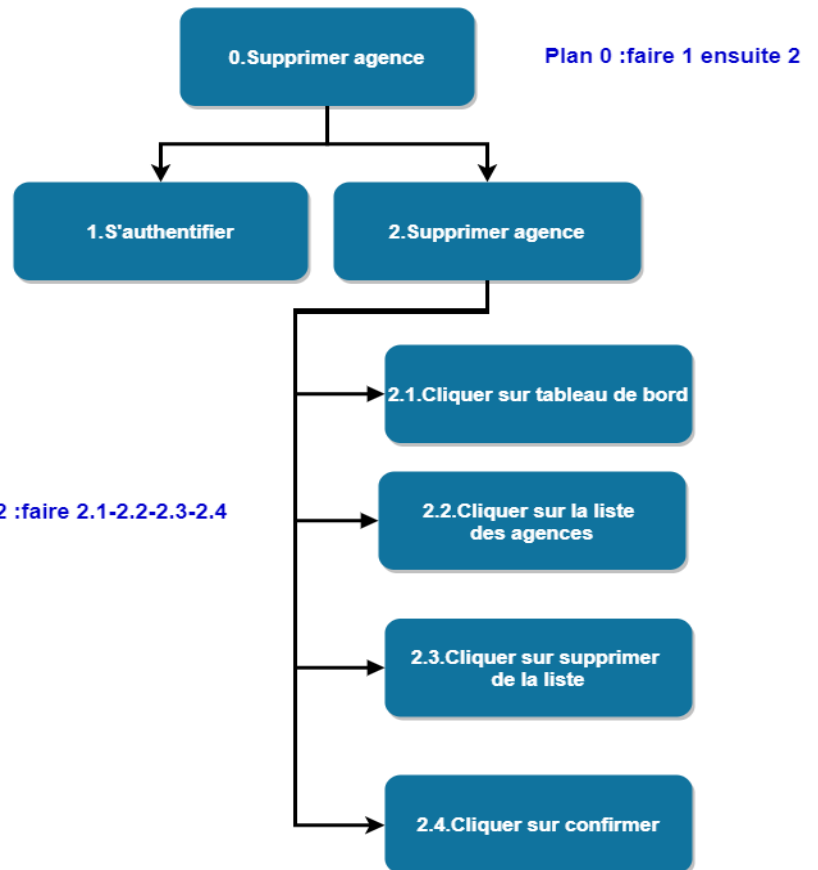 0.Supprimer agence
Plan 0 :faire 1 ensuite 2
1.S'authentifier
2.Supprimer agence
2.1.Cliquer sur tableau de bord
2 :faire 2.1-2.2-2.3-2.4
2.2.Cliquer sur la liste
des agences
2.3.Cliquer sur supprimer
de la liste
2.4.Cliquer sur confirmer